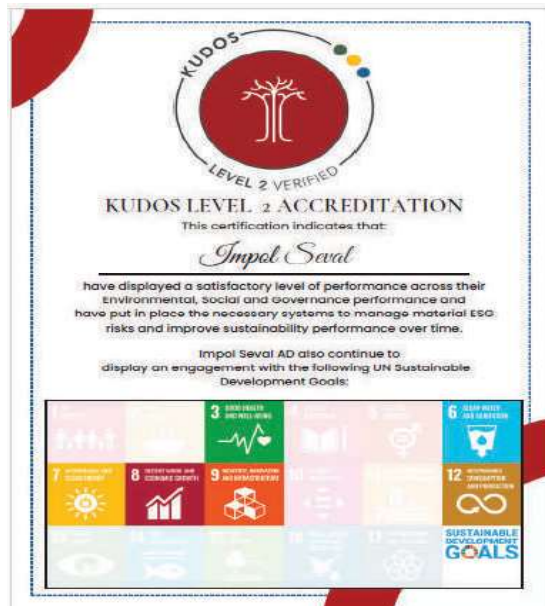 KUDOS
LEVEL 2 VERIFIED
KUDOS LEVEL 2 ACCREDITATION
This certification indicates that:
Impol Seval
have displayed a satisfactory level of performance across their
Environmental, Social and Governance performance and
have put in place the necessary systems to manage material ESG
risks and improve sustainability performance over time.
Impol Seval AD also continue to
display an engagement with the following UN Sustainable
Development Goals:
3 GOOD HEALTH
AND WELL-BEING
6 CLEAN WATER
AND SANITATION
7 AFFORDABLE AND
CLEAN ENERGY
8 DECENT WORK AND
ECONOMIC GROWTH
9 INDUSTRY, INNOVATION
AND INFRASTRUCTURE
12 RESPONSIBLE
CONSUMPTION
AND PRODUCTION
SUSTAINABLE
DEVELOPMENT
GOALS